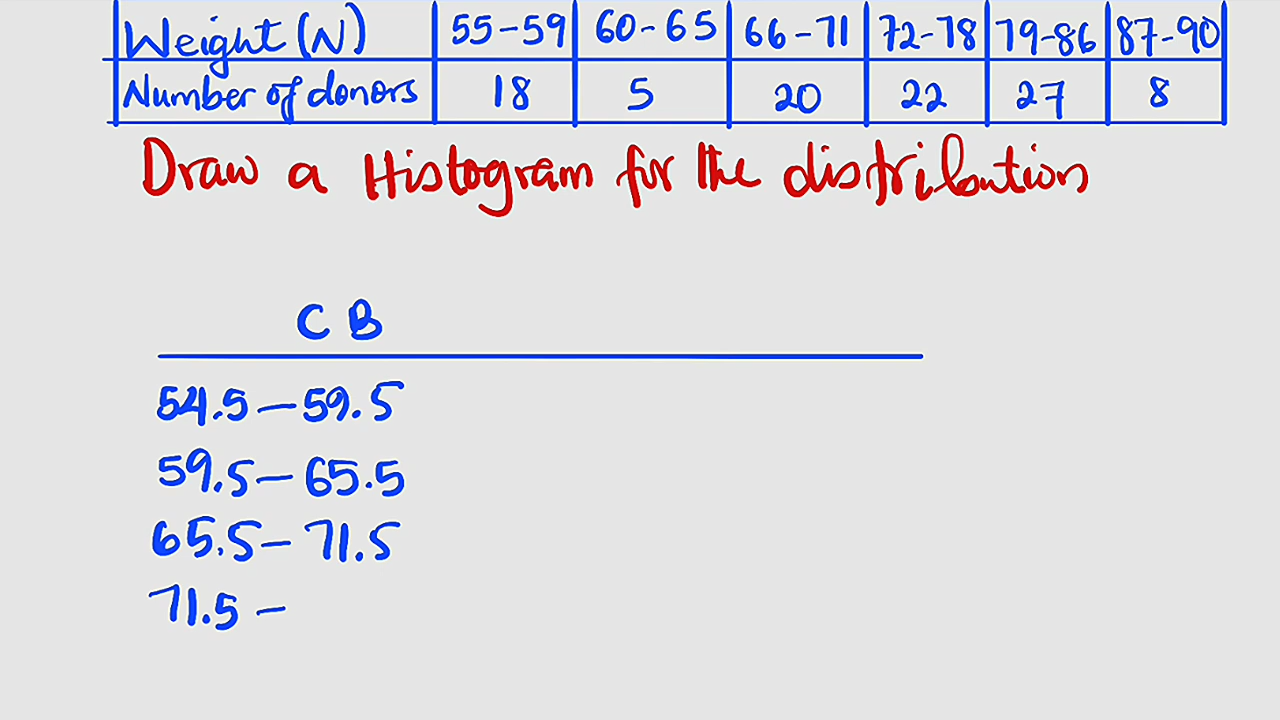 Weight (N) 55-59 60-65 66-71 72-78 79-86 87-90
Number of donors 18 5 20 22 27 8
Draw a Histogram for the distribution
C B
54.5-59.5
59.5-65.5
65.5-71.5
71.5-